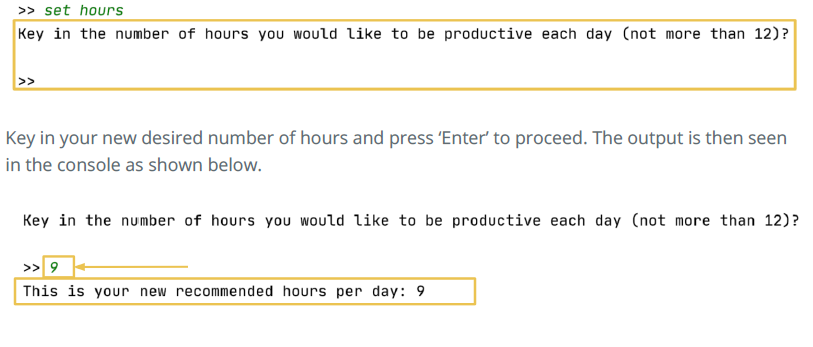 >> set hours
Key in the number of hours you would like to be productive each day (not more than 12)?
>>
Key in your new desired number of hours and press ‘Enter’ to proceed. The output is then seen
in the console as shown below.
Key in the number of hours you would like to be productive each day (not more than 12)?
>> 9
This is your new recommended hours per day: 9